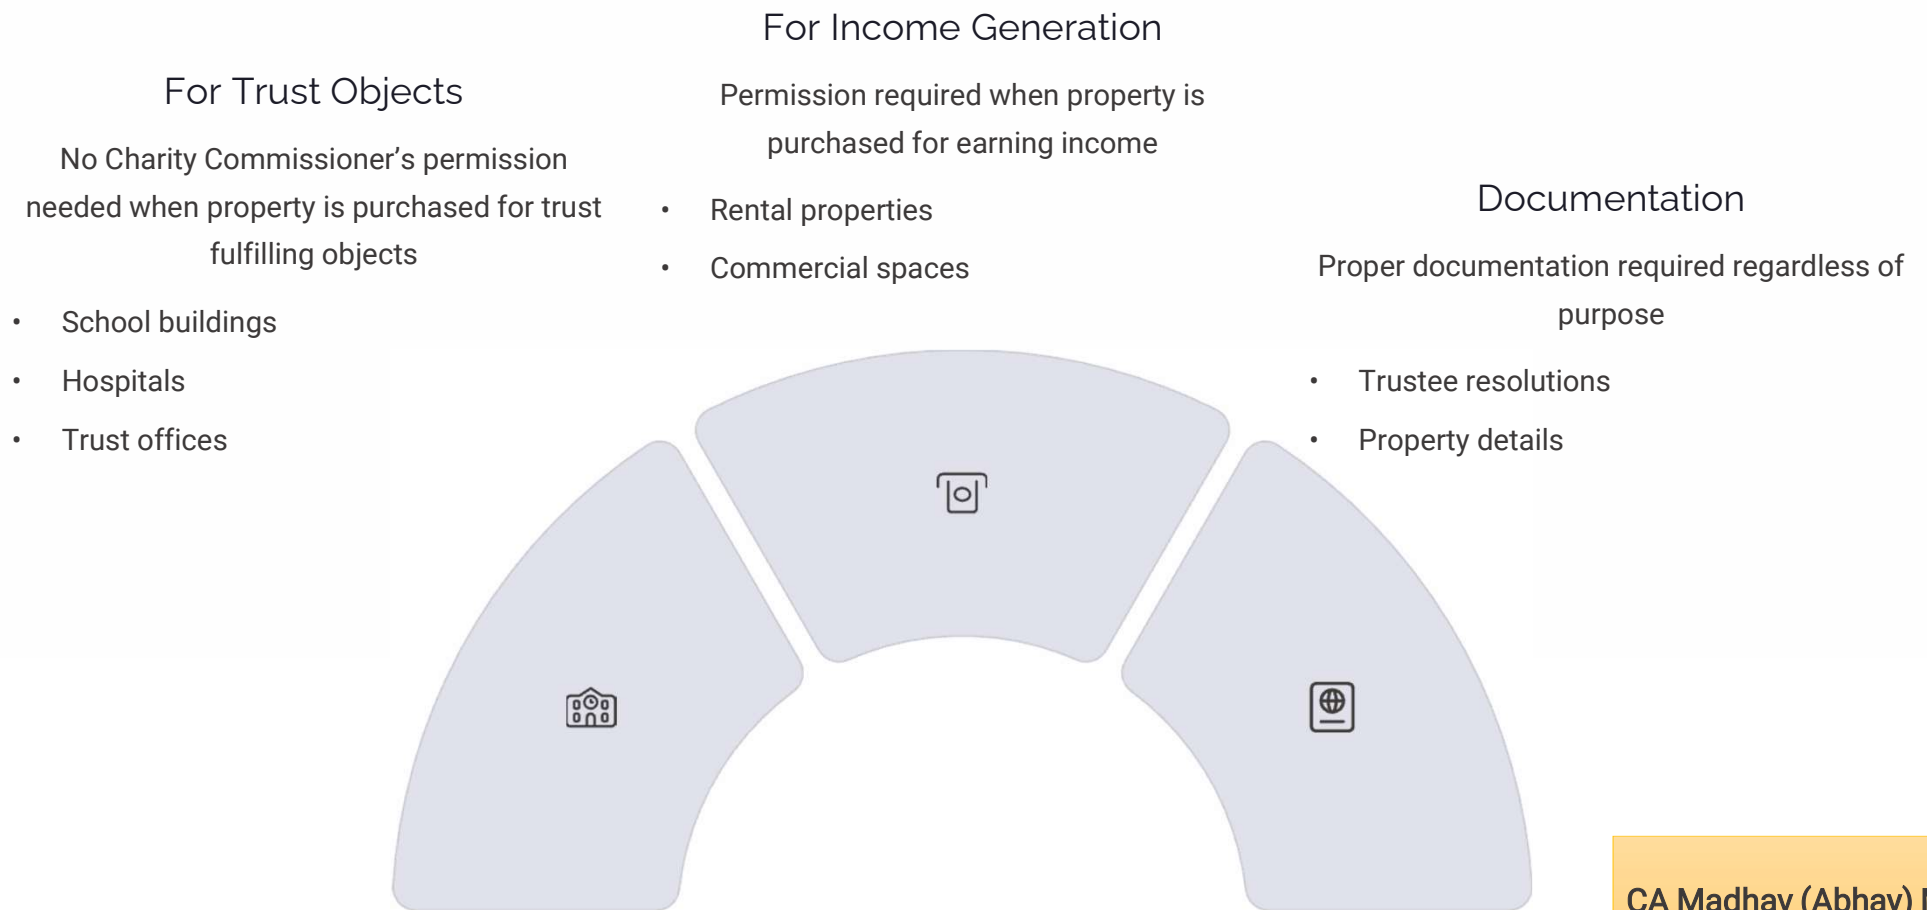 For Trust Objects
No Charity Commissioner’s permission
needed when property is purchased for trust
fulfilling objects
• School buildings
• Hospitals
• Trust offices
For Income Generation
Permission required when property is
purchased for earning income
• Rental properties
• Commercial spaces
Documentation
Proper documentation required regardless of
purpose
• Trustee resolutions
• Property details
CA Madhav (Abhay)